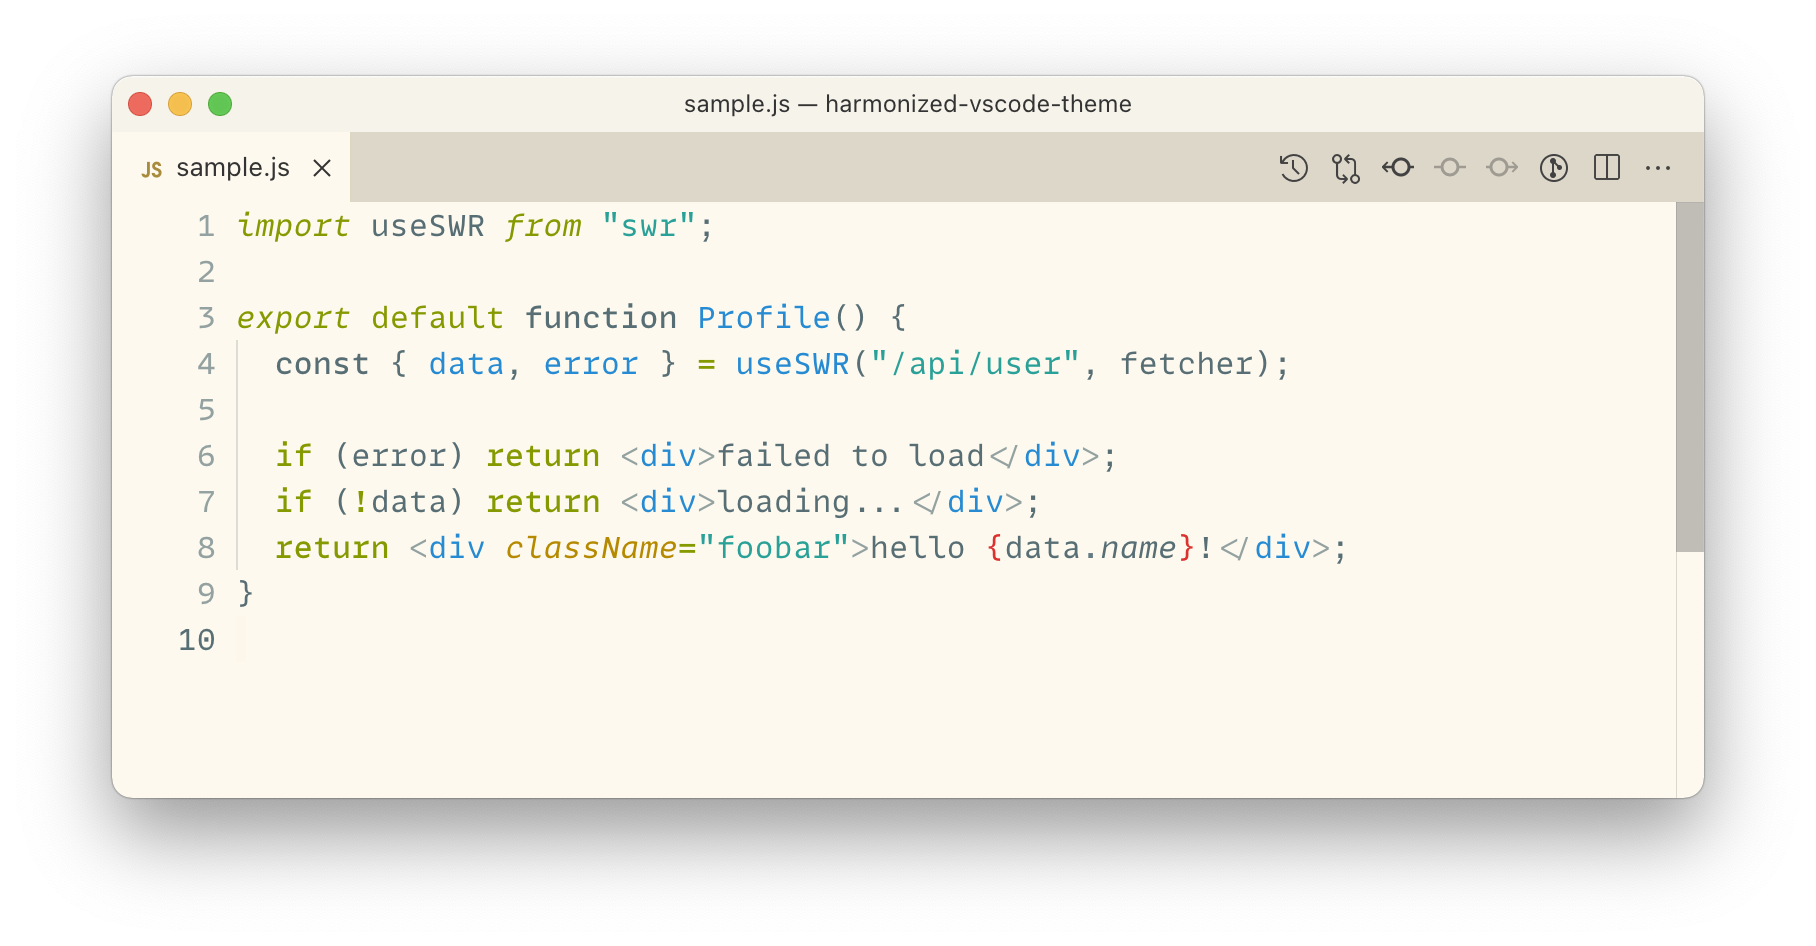 sample.js — harmonized-vscode-theme
JS sample.js
1 import useSWR from "swr";
2
3 export default function Profile() {
4   const { data, error } = useSWR("/api/user", fetcher);
5
6   if (error) return <div>failed to load</div>;
7   if (!data) return <div>loading...</div>;
8   return <div className="foobar">hello {data.name}!</div>;
9 }
10